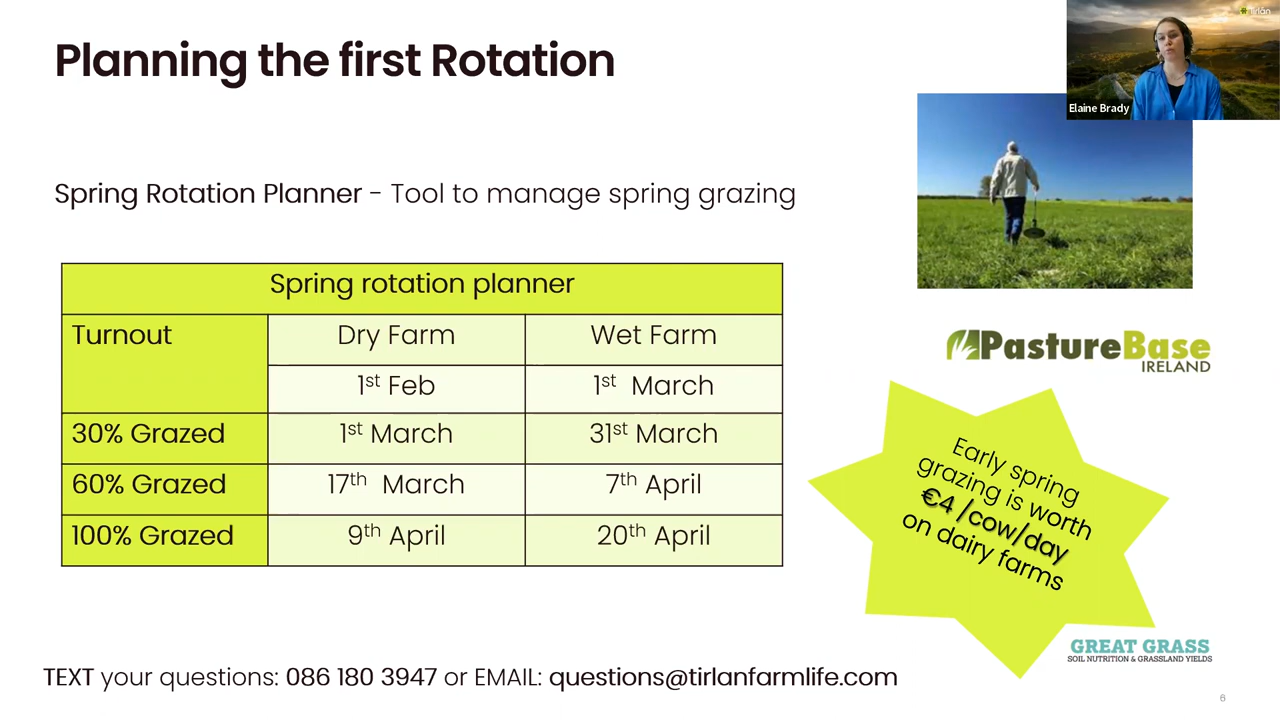 Planning the first Rotation
Tirlán
Elaine Brady
Spring Rotation Planner - Tool to manage spring grazing
Spring rotation planner
Turnout Dry Farm Wet Farm
1st Feb 1st March
30% Grazed 1st March 31st March
60% Grazed 17th March 7th April
100% Grazed 9th April 20th April
PastureBase
IRELAND
Early spring
grazing is worth
€4 /cow/day
on dairy farms
GREAT GRASS
SOIL NUTRITION & GRASSLAND YIELDS
TEXT your questions: 086 180 3947 or EMAIL: questions@tirlanfarmlife.com
6